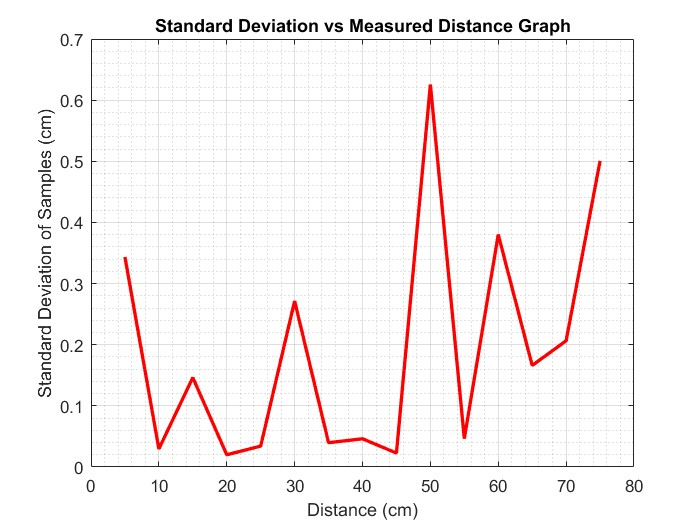 Standard Deviation vs Measured Distance Graph
Standard Deviation of Samples (cm)
0.7
0.6
0.5
0.4
0.3
0.2
0.1
0
0 10 20 30 40 50 60 70 80
Distance (cm)